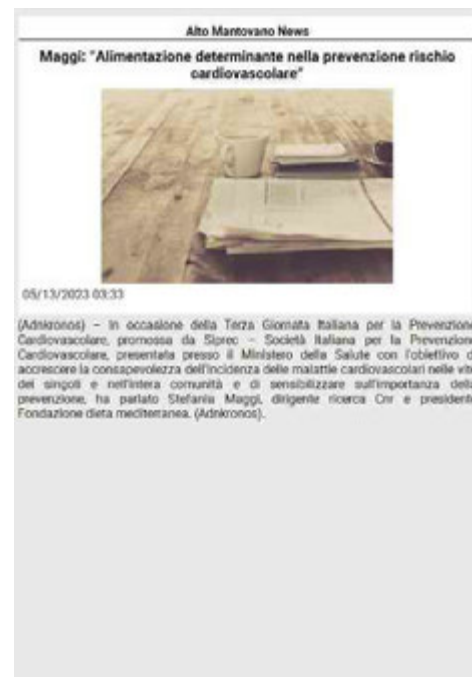 Alto Mantovano News
Maggi: "Alimentazione determinante nella prevenzione rischio
cardiovascolare"
05/13/2023 03:33
(Adnkronos) – In occasione della Terza Giornata Italiana per la Prevenzione
Cardiovascolare, promossa da Siprec – Società Italiana per la Prevenzione
Cardiovascolare, presentata presso il Ministero della Salute con l'obiettivo d
accrescere la consapevolezza dell'incidenza delle malattie cardiovascolari nelle vite
dei singoli e nell'intera comunità e di sensibilizzare sull'importanza della
prevenzione, ha parlato Stefania Maggi, dirigente ricerca Cnr e presidente
Fondazione dieta mediterranea. (Adnkronos).